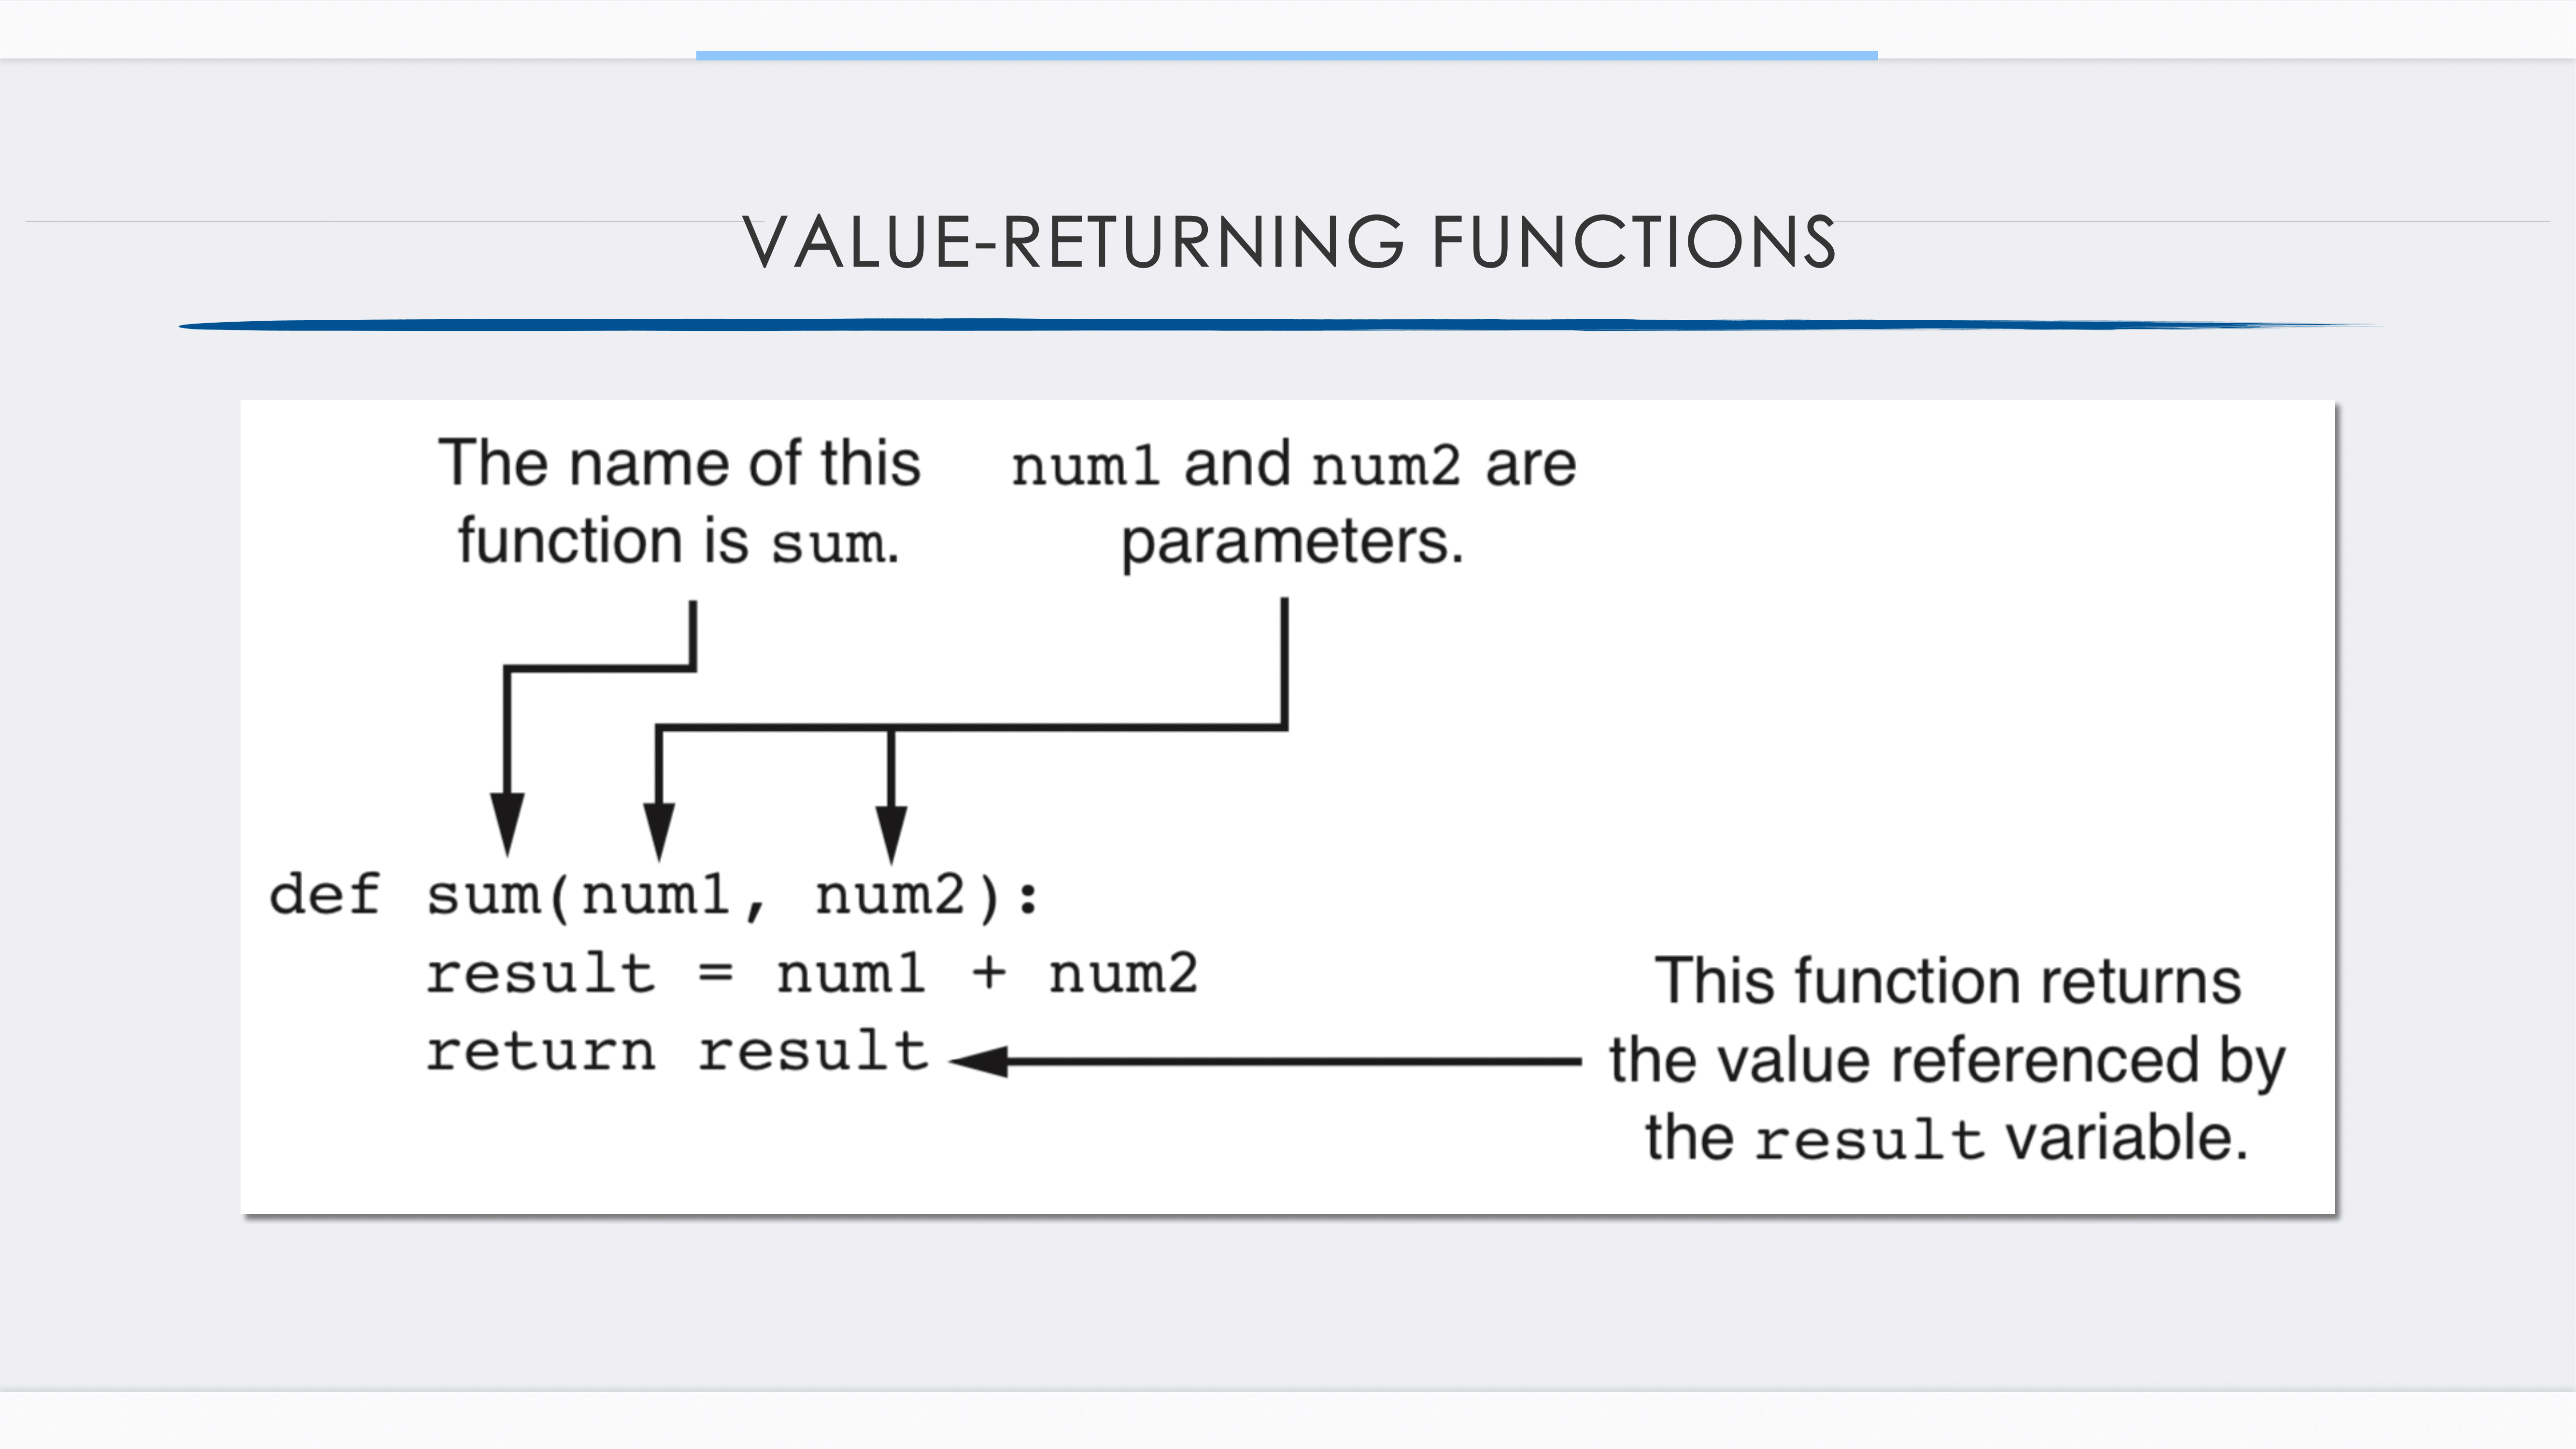 VALUE-RETURNING FUNCTIONS
The name of this
function is sum.
num1 and num2 are
parameters.
def sum(num1, num2):
    result = num1 + num2
    return result
This function returns
the value referenced by
the result variable.